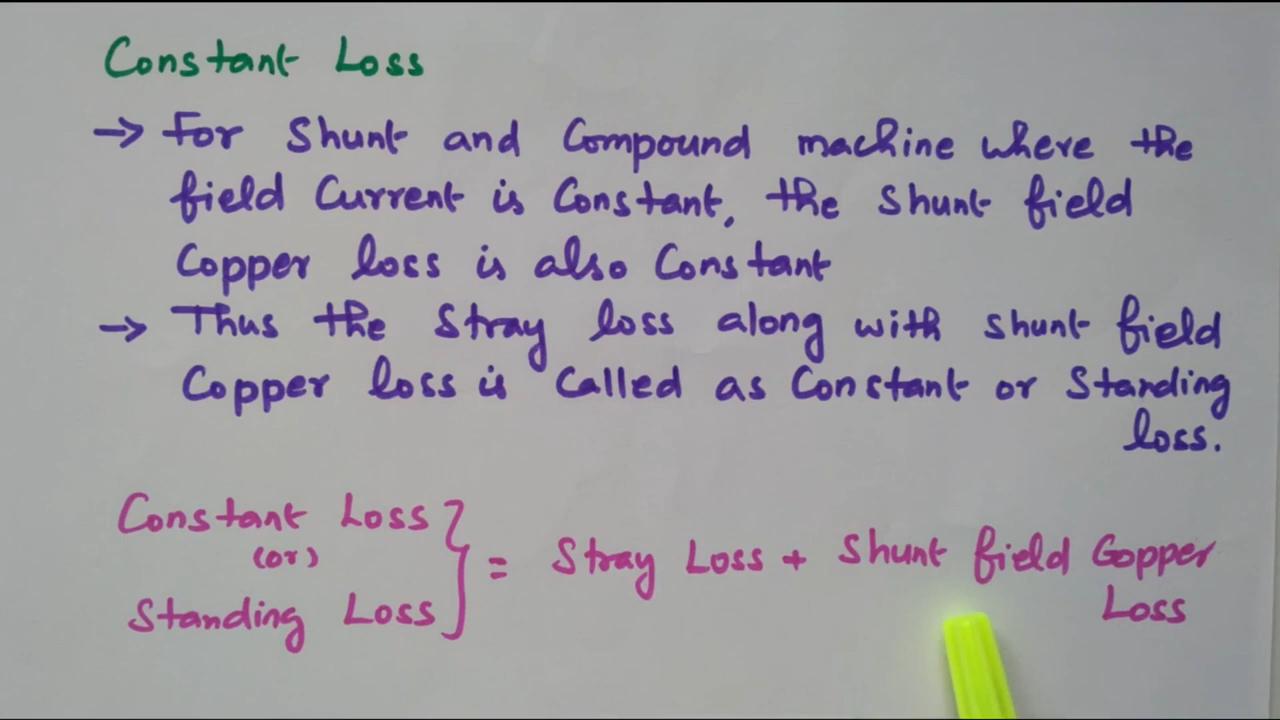 Constant Loss
→ For Shunt and Compound machine where the
field Current is Constant, the Shunt field
Copper loss is also Constant
→ Thus the Stray loss along with shunt field
Copper loss is called as Constant or Standing
loss.
Constant Loss
(or)
Standing Loss } = Stray Loss + Shunt field Copper
Loss